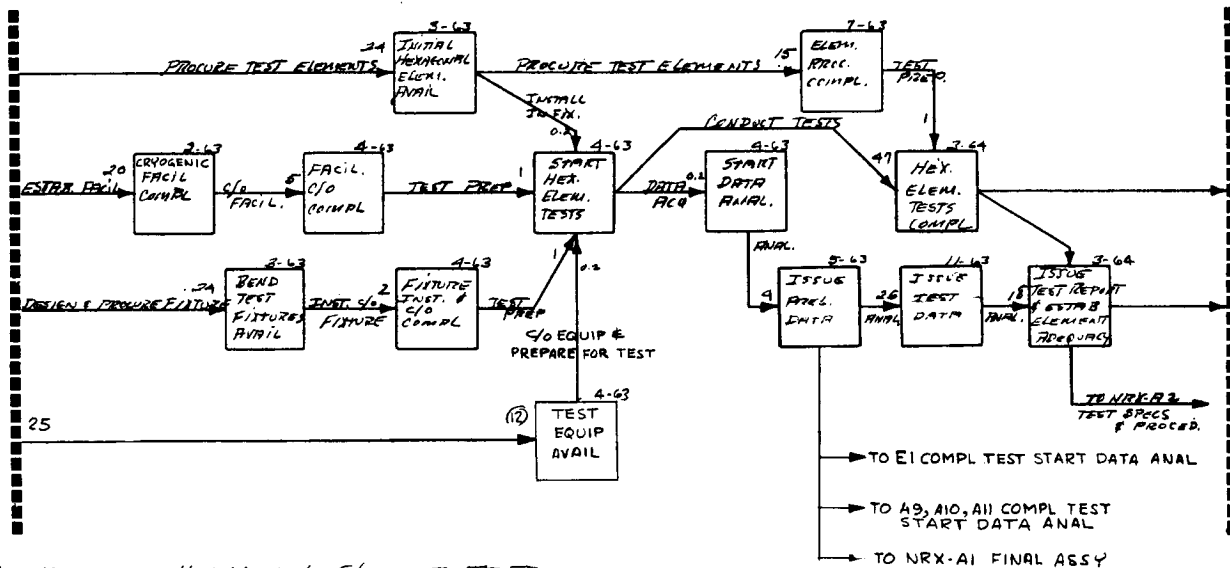 3-63
24
INITIAL
HEXAGONAL
ELEM.
AVAIL
PROCURE TEST ELEMENTS
PROCURE TEST ELEMENTS
7-63
15
ELEM.
PROC.
COMPL.
TEST
INSTALL
IN FIX.
0.2
CONDUCT TESTS
1
2-63
20
CRYOGENIC
FACIL
COMPL
ESTAB. FACIL
C/O
FACIL.
4-63
5
FACIL.
C/O
COMPL
TEST PREP
1
4-63
START
HEX.
ELEM.
TESTS
DATA
ACQ
4-63
0.2
START
DATA
ANAL.
47
HEX.
ELEM.
TESTS
COMPL
ANAL.
DESIGN & PROCURE FIXTURE
24
3-63
BEND
TEST
FIXTURES
AVAIL
INST. C/O
FIXTURE
2
4-63
FIXTURE
INST. &
C/O
COMPL
TEST
PREP
1
0.2
C/O EQUIP &
PREPARE FOR TEST
5-63
4
ISSUE
PREL.
DATA
26
ANAL
11-63
ISSUE
TEST
DATA
18
ANAL.
3-64
ISSUE
TEST REPORT
& ESTAB
ELEMENT
ADEQUACY
25
(12)
4-63
TEST
EQUIP
AVAIL
TO NRX-A2
TEST SPECS
& PROCED.
TO E1 COMPL TEST START DATA ANAL
TO A9, A10, A11 COMPL TEST
START DATA ANAL
TO NRX-A1 FINAL ASSY